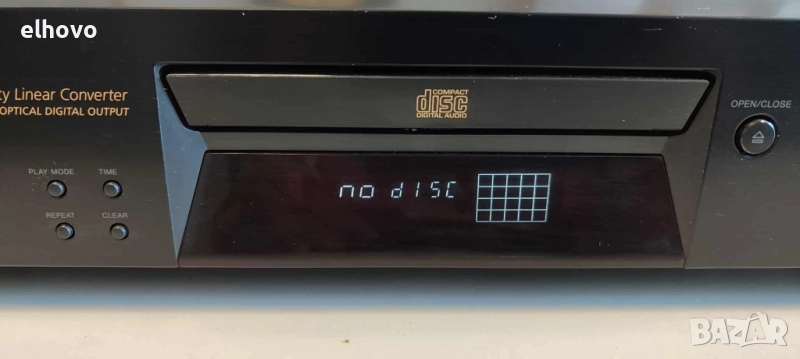 elhovo
ty Linear Converter
OPTICAL DIGITAL OUTPUT
COMPACT
disc
DIGITAL AUDIO
OPEN/CLOSE
PLAY MODE
TIME
REPEAT
CLEAR
no dISC
BAZAR